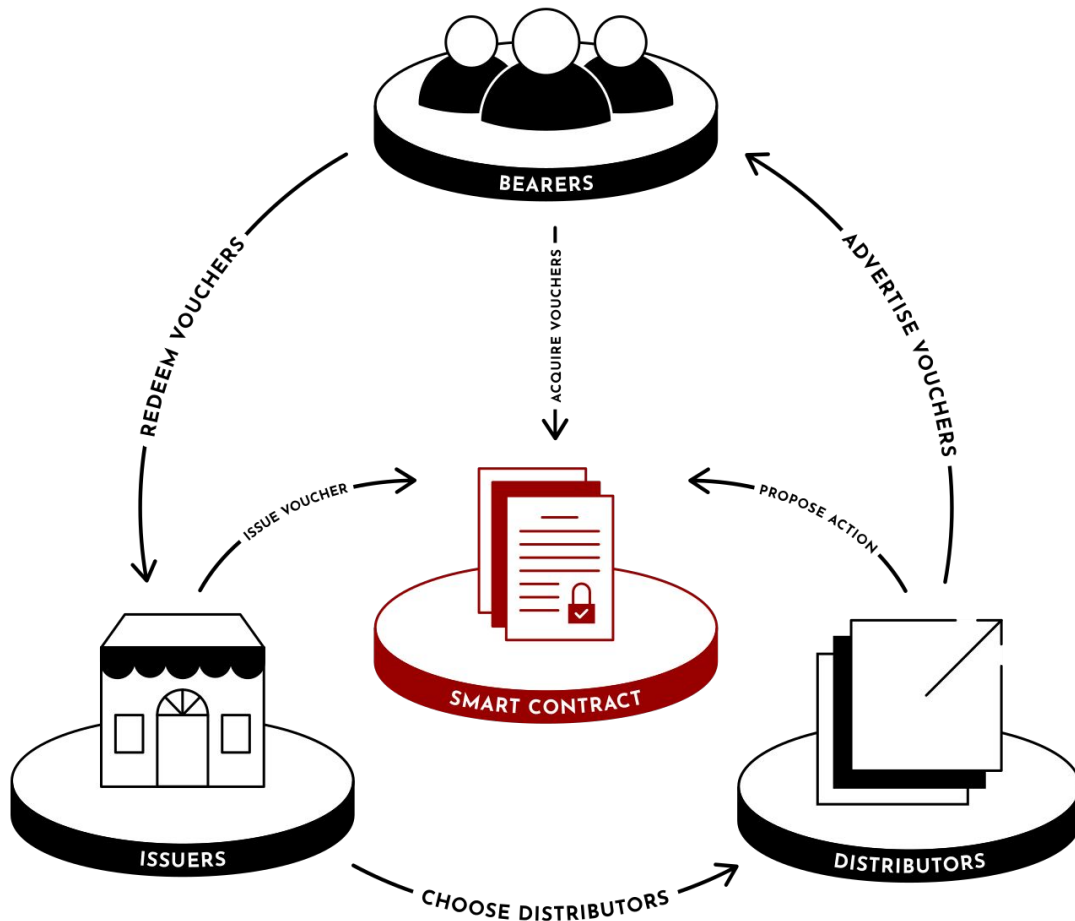 BEARERS
REDEEM VOUCHERS
ACQUIRE VOUCHERS
ADVERTISE VOUCHERS
ISSUE VOUCHER
PROPOSE ACTION
SMART CONTRACT
ISSUERS
DISTRIBUTORS
CHOOSE DISTRIBUTORS